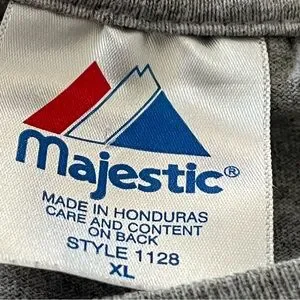 Majestic®
MADE IN HONDURAS
CARE AND CONTENT
ON BACK
STYLE 1128
XL